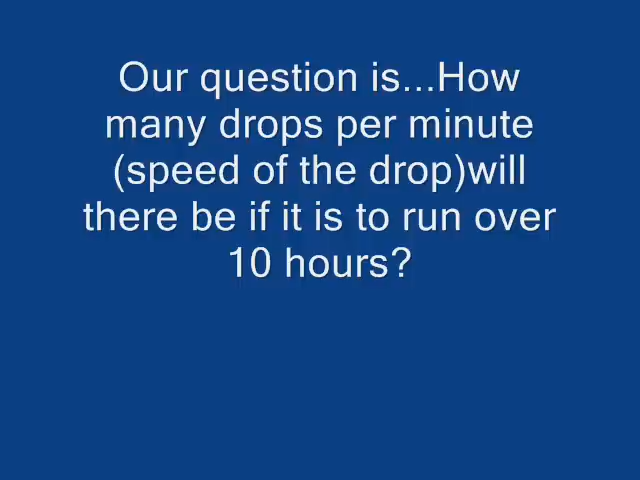 Our question is...How
many drops per minute
(speed of the drop)will
there be if it is to run over
10 hours?